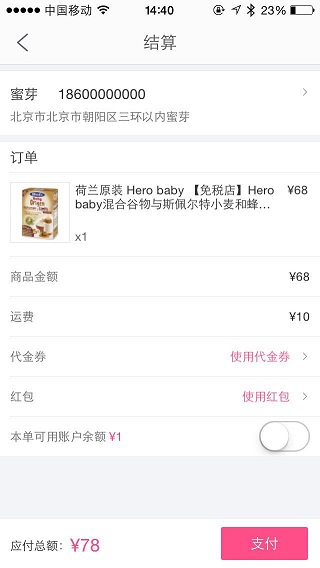 中国移动 14:40 23%
结算
蜜芽 18600000000
北京市北京市朝阳区三环以内蜜芽
订单
荷兰原装 Hero baby 【免税店】Hero ¥68
baby混合谷物与斯佩尔特小麦和蜂...
x1
商品金额 ¥68
运费 ¥10
代金券 使用代金券
红包 使用红包
本单可用账户余额 ¥1
应付总额: ¥78 支付